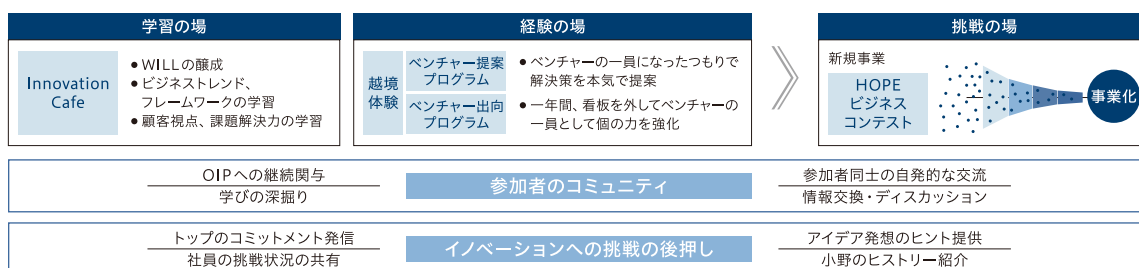 学習の場
Innovation
Cafe
●WILLの醸成
●ビジネストレンド、
フレームワークの学習
●顧客視点、課題解決力の学習
経験の場
越境
体験
ベンチャー提案
プログラム
ベンチャー出向
プログラム
●ベンチャーの一員になったつもりで
解決策を本気で提案
●一年間、看板を外してベンチャーの
一員として個の力を強化
挑戦の場
新規事業
HOPE
ビジネス
コンテスト
事業化
OIPへの継続関与
学びの深掘り
参加者のコミュニティ
参加者同士の自発的な交流
情報交換・ディスカッション
トップのコミットメント発信
社員の挑戦状況の共有
イノベーションへの挑戦の後押し
アイデア発想のヒント提供
小野のヒストリー紹介